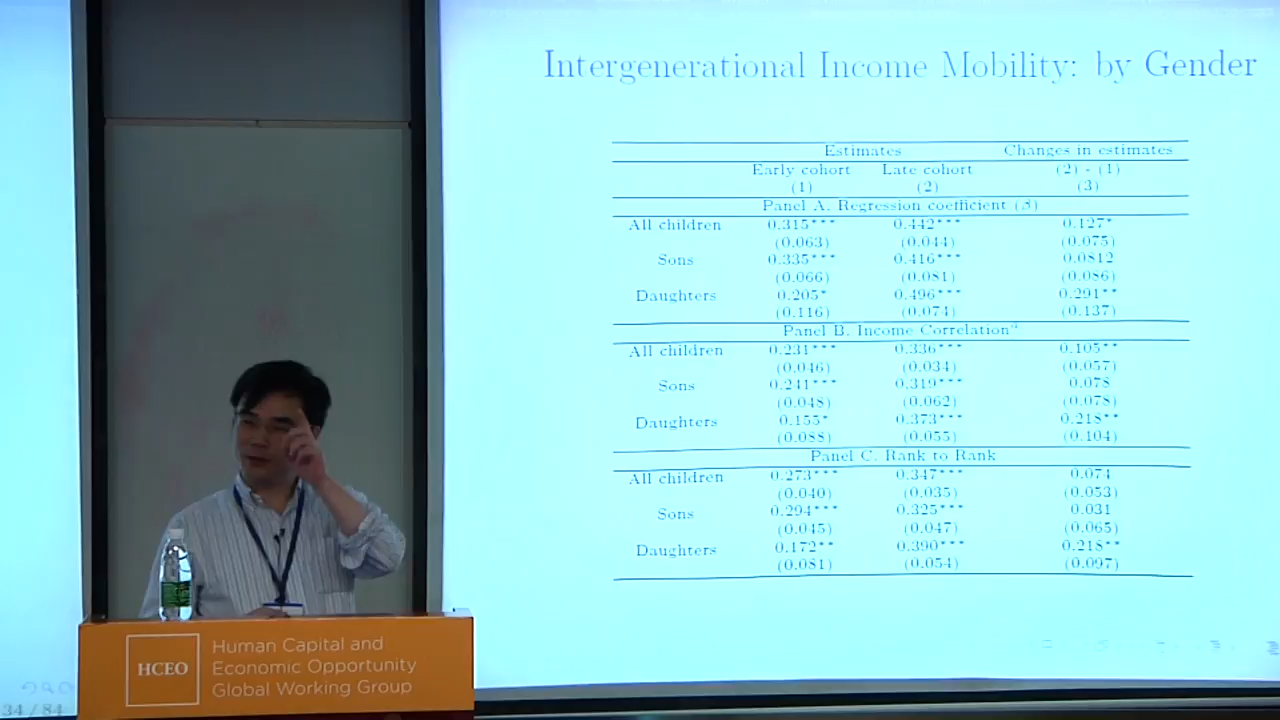 Intergenerational Income Mobility: by Gender
Estimates Changes in estimates
Early cohort Late cohort (2) - (1)
(1) (2) (3)
Panel A. Regression coefficient (β)
All children 0.315*** 0.442*** 0.127*
(0.063) (0.044) (0.075)
Sons 0.335*** 0.416*** 0.0812
(0.066) (0.081) (0.086)
Daughters 0.205* 0.496*** 0.291**
(0.116) (0.074) (0.137)
Panel B. Income Correlation
All children 0.231*** 0.336*** 0.105**
(0.046) (0.034) (0.057)
Sons 0.241*** 0.319*** 0.078
(0.048) (0.062) (0.078)
Daughters 0.155* 0.373*** 0.218**
(0.088) (0.055) (0.104)
Panel C. Rank to Rank
All children 0.273*** 0.347*** 0.074
(0.040) (0.035) (0.053)
Sons 0.294*** 0.325*** 0.031
(0.045) (0.047) (0.065)
Daughters 0.172** 0.390*** 0.218**
(0.081) (0.054) (0.097)
HCEO
Human Capital and
Economic Opportunity
Global Working Group
34 / 84